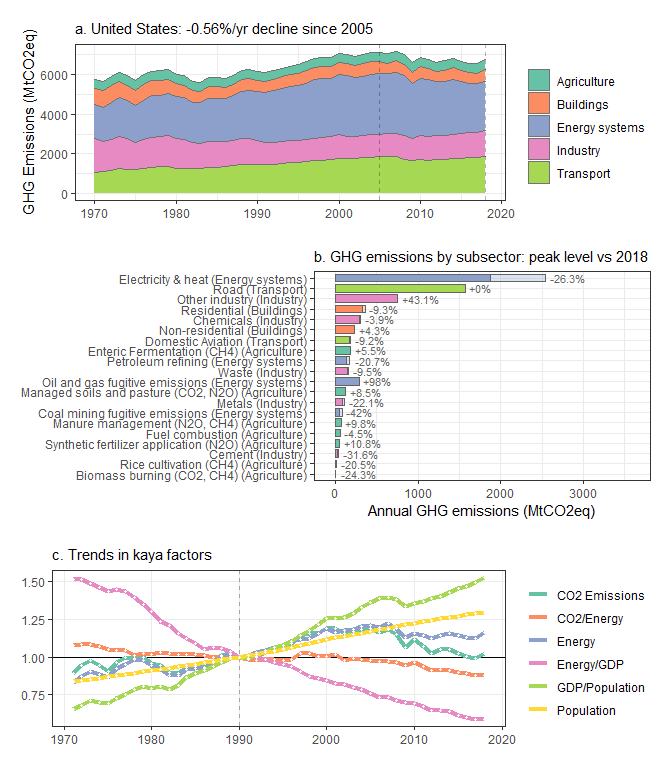 a. United States: -0.56%/yr decline since 2005
GHG Emissions (MtCO2eq)
6000
4000
2000
0
1970
1980
1990
2000
2010
2020
Agriculture
Buildings
Energy systems
Industry
Transport
b. GHG emissions by subsector: peak level vs 2018
Electricity & heat (Energy systems) -26.3%
Road (Transport) +0%
Other industry (Industry) +43.1%
Residential (Buildings) -9.3%
Chemicals (Industry) -3.9%
Non-residential (Buildings) +4.3%
Domestic Aviation (Transport) -9.2%
Enteric Fermentation (CH4) (Agriculture) +5.5%
Petroleum refining (Energy systems) -20.7%
Waste (Industry) -9.5%
Oil and gas fugitive emissions (Energy systems) +98%
Managed soils and pasture (CO2, N2O) (Agriculture) +8.5%
Metals (Industry) -22.1%
Coal mining fugitive emissions (Energy systems) -42%
Manure management (N2O, CH4) (Agriculture) +9.8%
Fuel combustion (Agriculture) -4.5%
Synthetic fertilizer application (N2O) (Agriculture) +10.8%
Cement (Industry) -31.6%
Rice cultivation (CH4) (Agriculture) -20.5%
Biomass burning (CO2, CH4) (Agriculture) -24.3%
0
1000
2000
3000
Annual GHG emissions (MtCO2eq)
c. Trends in kaya factors
1.50
1.25
1.00
0.75
1970
1980
1990
2000
2010
2020
CO2 Emissions
CO2/Energy
Energy
Energy/GDP
GDP/Population
Population